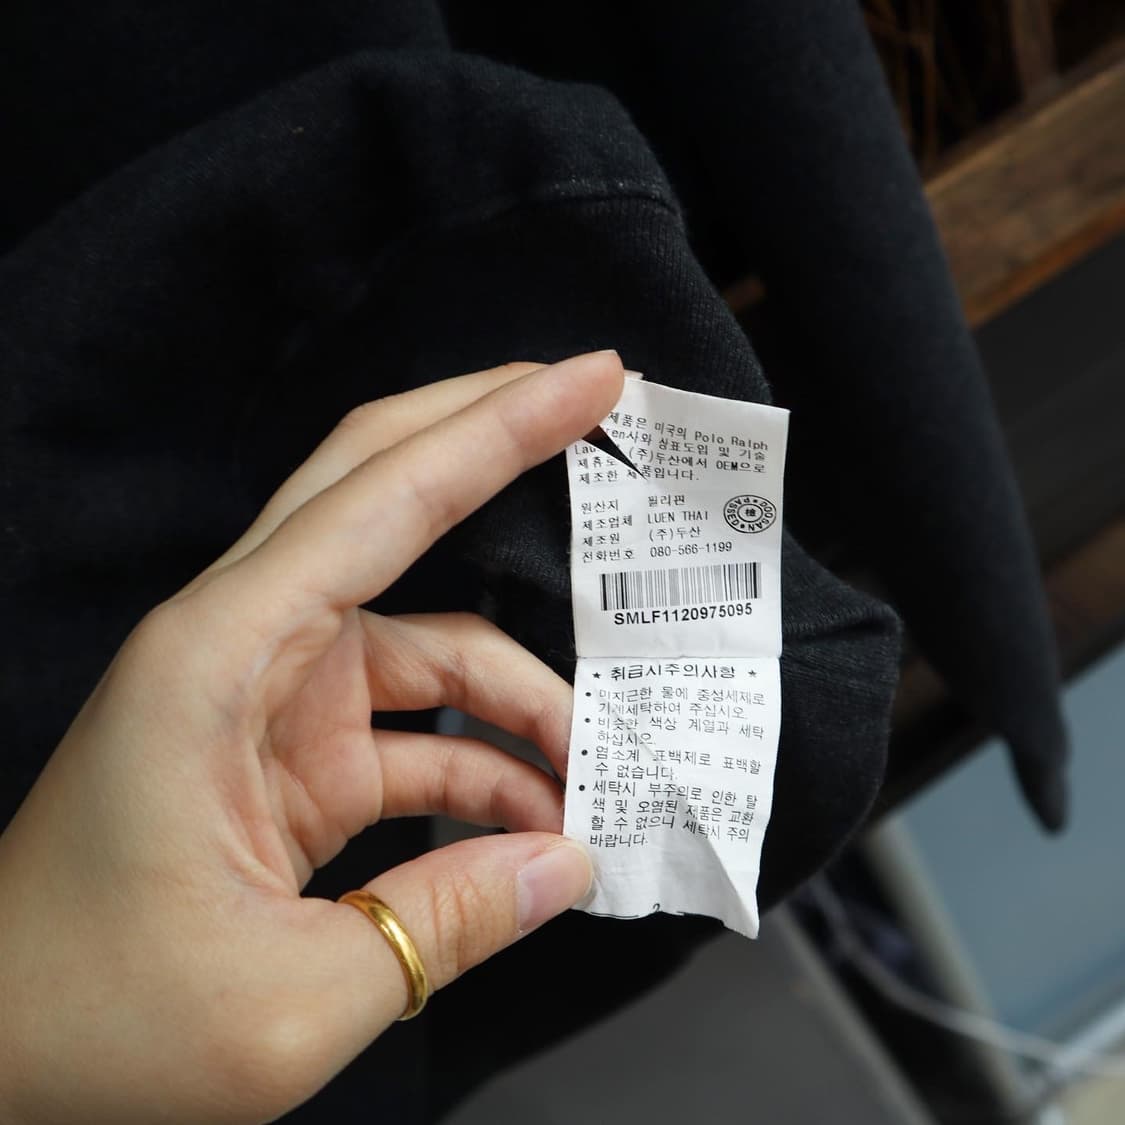 제품은 미국의 Polo Ralph
Lauren사와 상표도입 및 기술
제휴로 (주)두산에서 OEM으로
제조한 제품입니다.
원산지 필리핀
제조업체 LUEN THAI
제조원 (주)두산
전화번호 080-566-1199
DOOSAN PASSED
檢
SMLF1120975095
★ 취급시주의사항 ★
• 미지근한 물에 중성세제로
기계세탁하여 주십시오.
• 비슷한 색상 계열과 세탁
하십시오.
• 염소계 표백제로 표백할
수 없습니다.
• 세탁시 부주의로 인한 탈
색 및 오염된 제품은 교환
할 수 없으니 세탁시 주의
바랍니다.